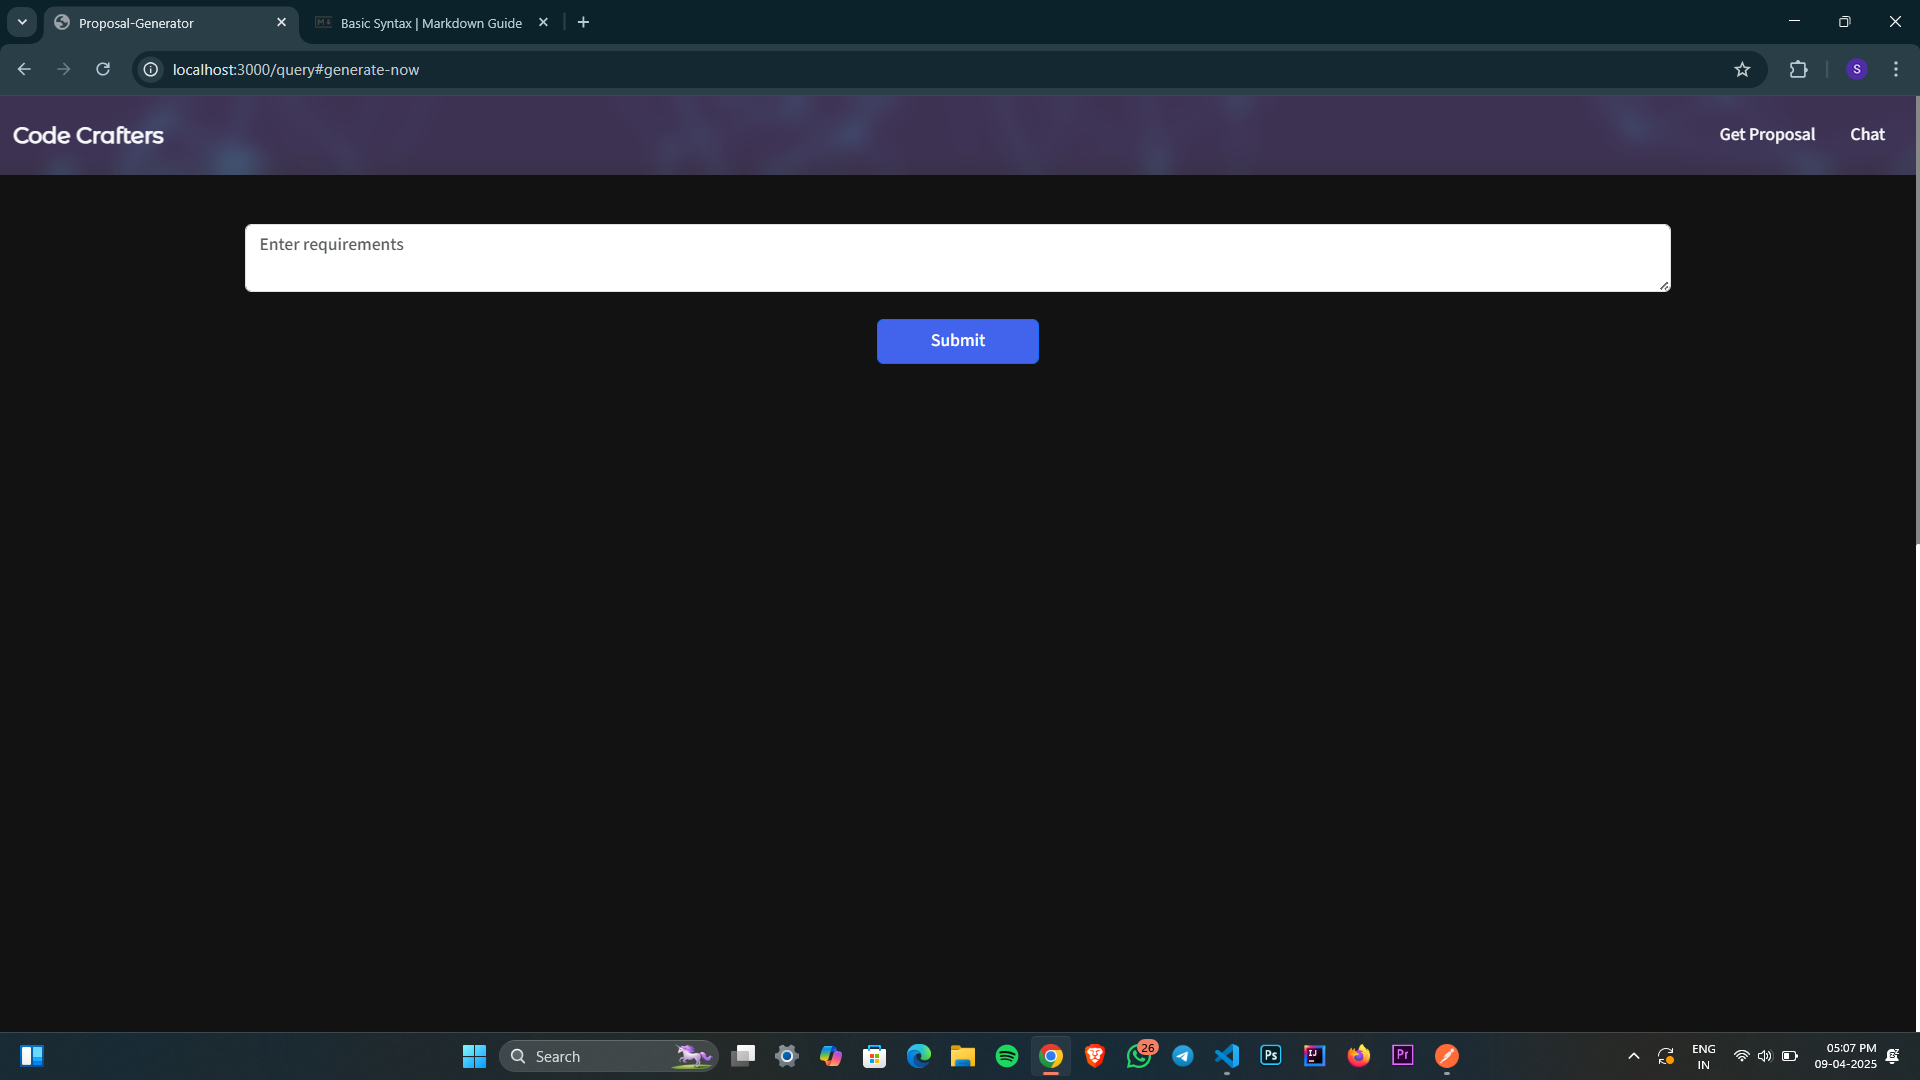 Proposal-Generator
Basic Syntax | Markdown Guide
localhost:3000/query#generate-now
S
Code Crafters
Get Proposal
Chat
Enter requirements
Submit
Search
26
Ps
IJ
Pr
ENG
IN
05:07 PM
09-04-2025